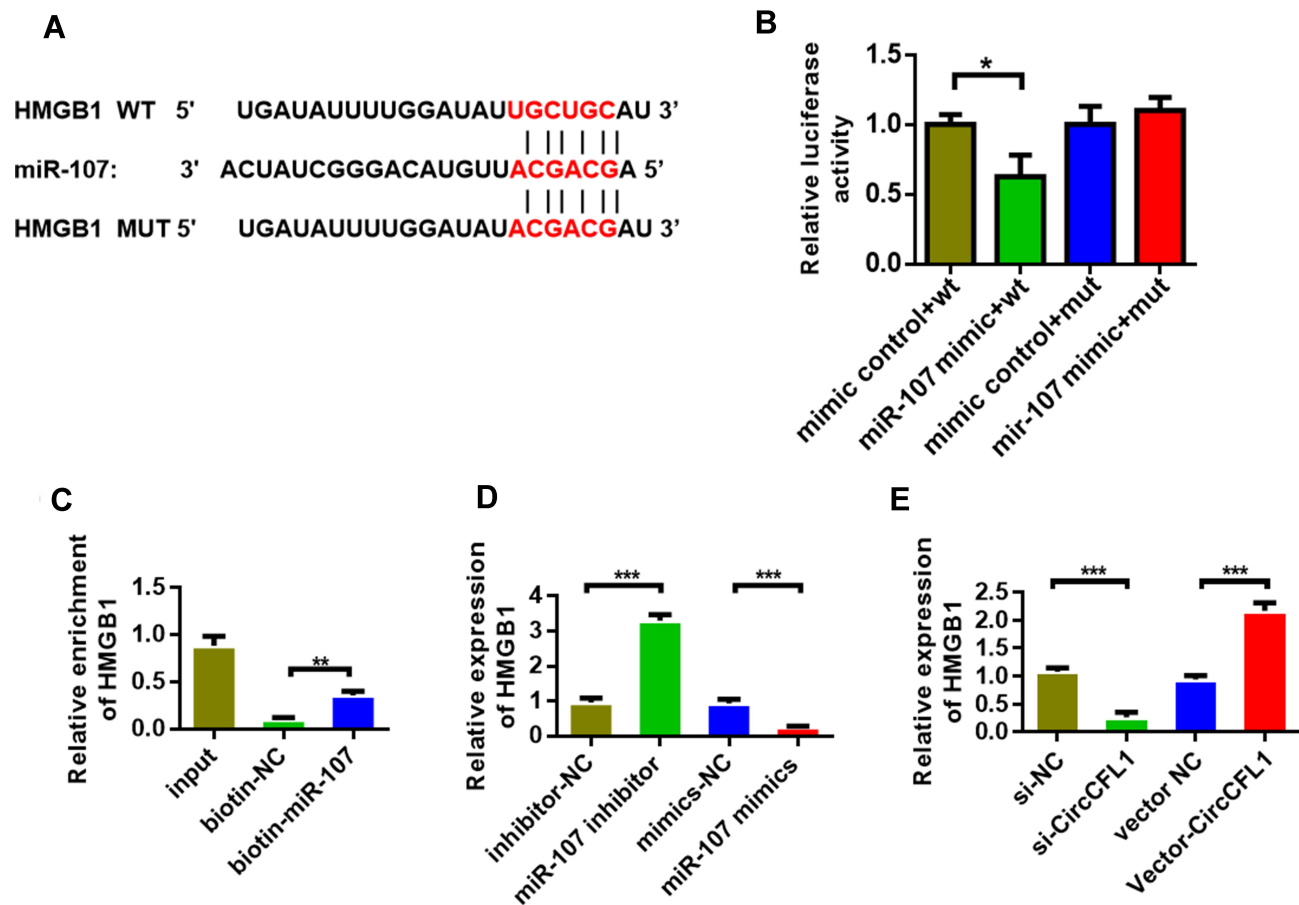 A
HMGB1 WT 5' UGAUAUUUUGGAUAUUGCUGCAU 3’
miR-107: 3' ACUAUCGGGACAUGUUACGACGA 5’
HMGB1 MUT 5' UGAUAUUUUGGAUAUACGACGAU 3’
B
Relative luciferase
activity
1.5
1.0
0.5
0.0
*
mimic control+wt
miR-107 mimic+wt
mimic control+mut
mir-107 mimic+mut
C
Relative enrichment
of HMGB1
1.5
1.0
0.5
0.0
**
input
biotin-NC
biotin-miR-107
D
Relative expression
of HMGB1
4
3
2
1
0
***
***
inhibitor-NC
miR-107 inhibitor
mimics-NC
miR-107 mimics
E
Relative expression
of HMGB1
2.5
2.0
1.5
1.0
0.5
0.0
***
***
si-NC
si-CircCFL1
vector NC
Vector-CircCFL1